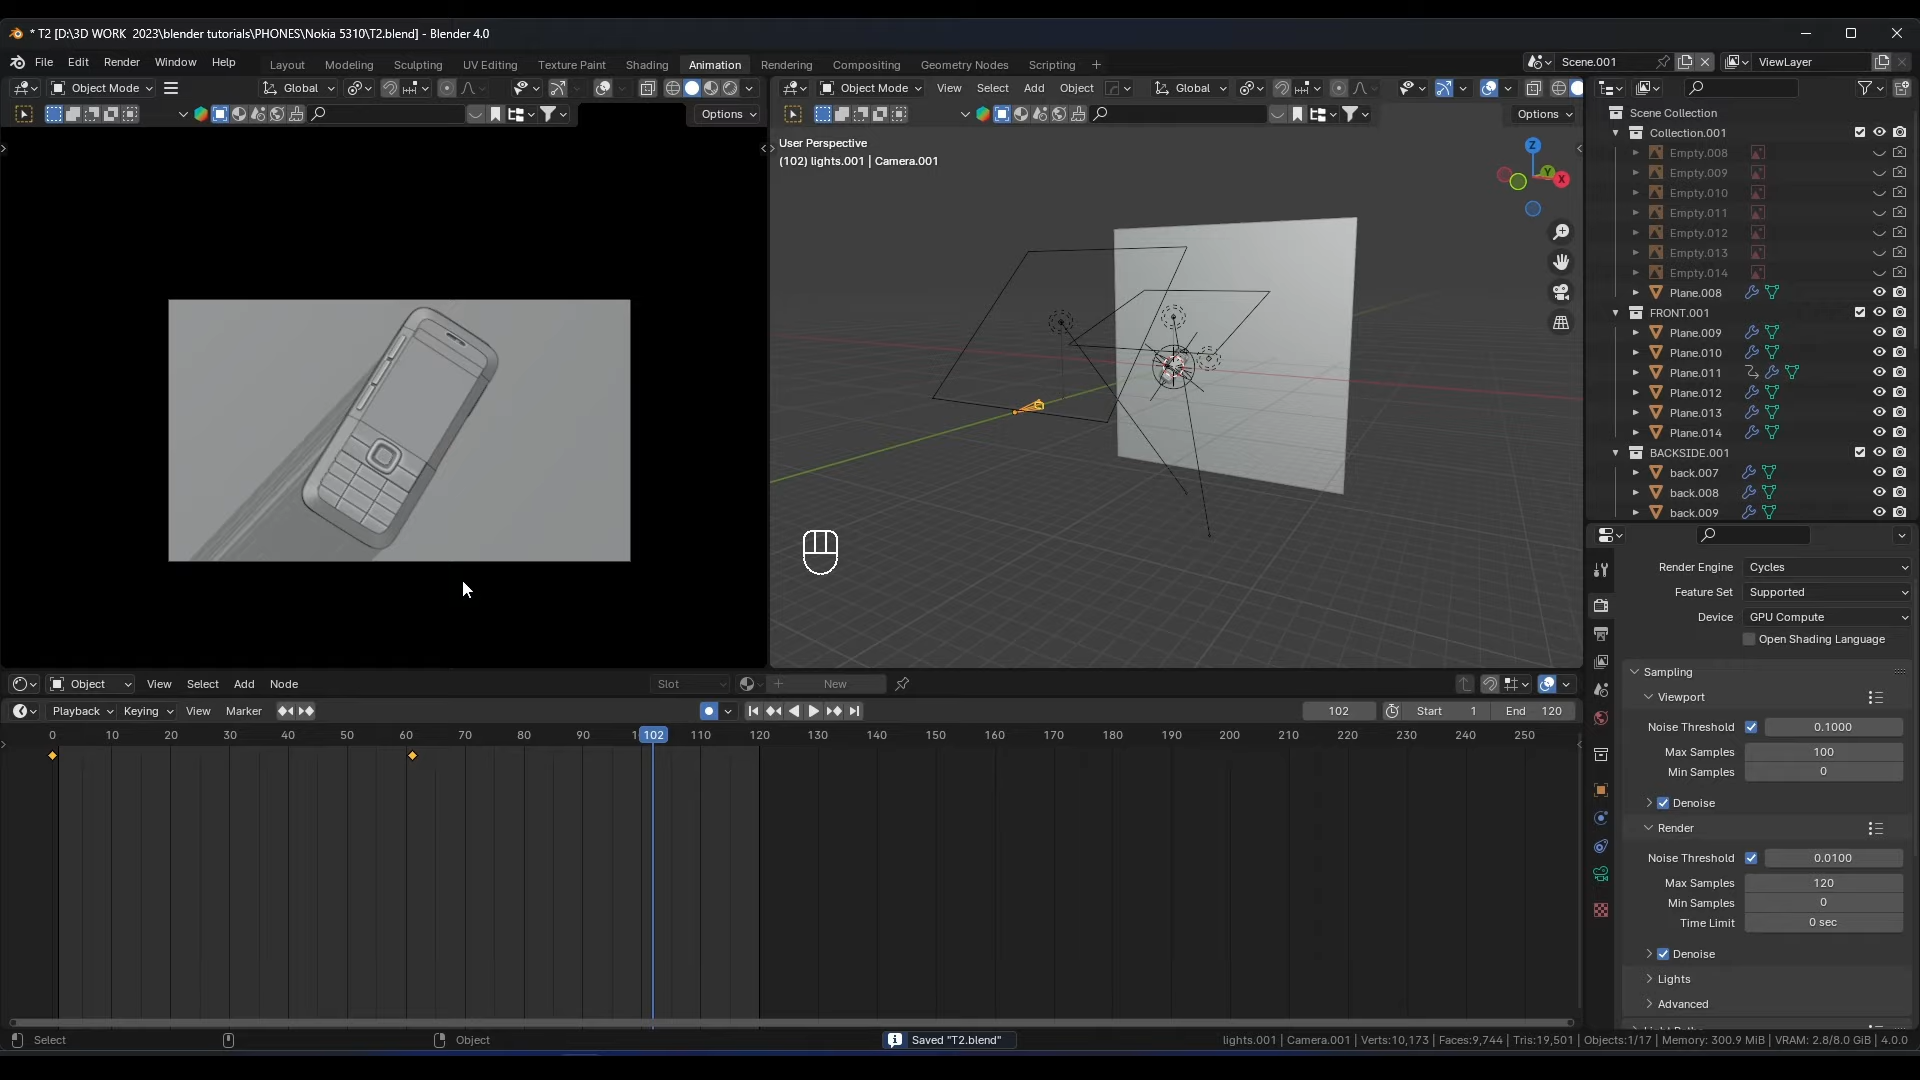 * T2 [D:\3D WORK  2023\blender tutorials\PHONES\Nokia 5310\T2.blend] - Blender 4.0
File Edit Render Window Help Layout Modeling Sculpting UV Editing Texture Paint Shading Animation Rendering Compositing Geometry Nodes Scripting + Scene.001 ViewLayer
Object Mode Global Object Mode View Select Add Object Global
Options Options
User Perspective
(102) lights.001 | Camera.001
Z
Y
X
Scene Collection
Collection.001
Empty.008
Empty.009
Empty.010
Empty.011
Empty.012
Empty.013
Empty.014
Plane.008
FRONT.001
Plane.009
Plane.010
Plane.011
Plane.012
Plane.013
Plane.014
BACKSIDE.001
back.007
back.008
back.009
Render Engine Cycles
Feature Set Supported
Device GPU Compute
Open Shading Language
Sampling
Viewport
Noise Threshold 0.1000
Max Samples 100
Min Samples 0
Denoise
Render
Noise Threshold 0.0100
Max Samples 120
Min Samples 0
Time Limit 0 sec
Denoise
Lights
Advanced
Object View Select Add Node Slot + New
Playback Keying View Marker 102 Start 1 End 120
0 10 20 30 40 50 60 70 80 90 102 110 120 130 140 150 160 170 180 190 200 210 220 230 240 250
Select Object Saved "T2.blend" lights.001 | Camera.001 | Verts:10,173 | Faces:9,744 | Tris:19,501 | Objects:1/17 | Memory: 300.9 MiB | VRAM: 2.8/8.0 GiB | 4.0.0